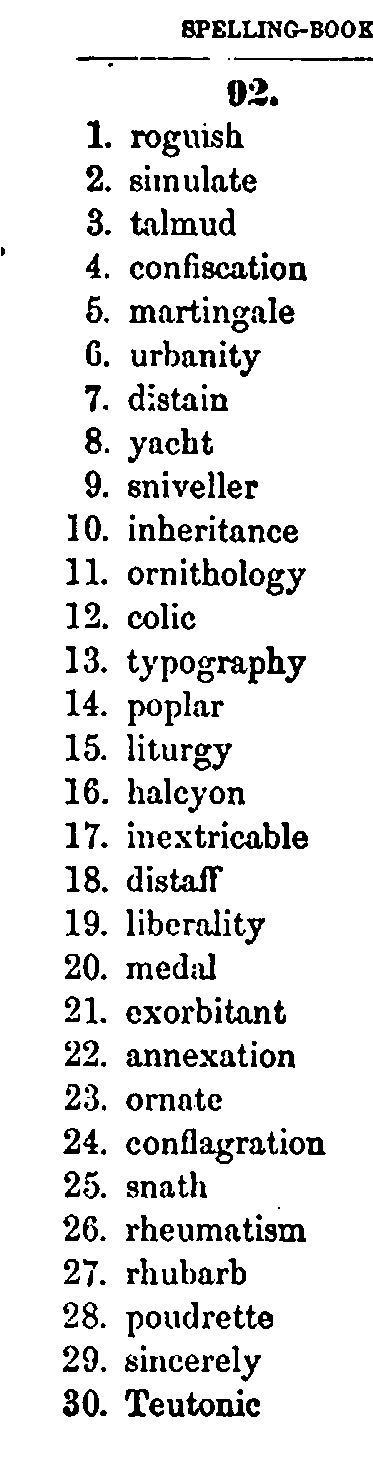 SPELLING-BOOK
92.
1. roguish
2. simulate
3. talmud
4. confiscation
5. martingale
6. urbanity
7. distain
8. yacht
9. sniveller
10. inheritance
11. ornithology
12. colic
13. typography
14. poplar
15. liturgy
16. halcyon
17. inextricable
18. distaff
19. liberality
20. medal
21. exorbitant
22. annexation
23. ornate
24. conflagration
25. snath
26. rheumatism
27. rhubarb
28. poudrette
29. sincerely
30. Teutonic